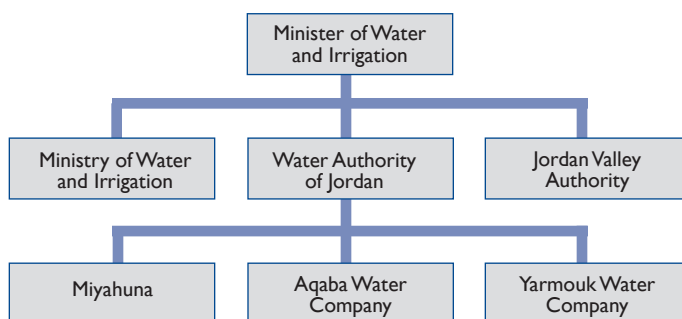 Minister of Water
and Irrigation
Ministry of Water
and Irrigation
Water Authority
of Jordan
Jordan Valley
Authority
Miyahuna
Aqaba Water
Company
Yarmouk Water
Company